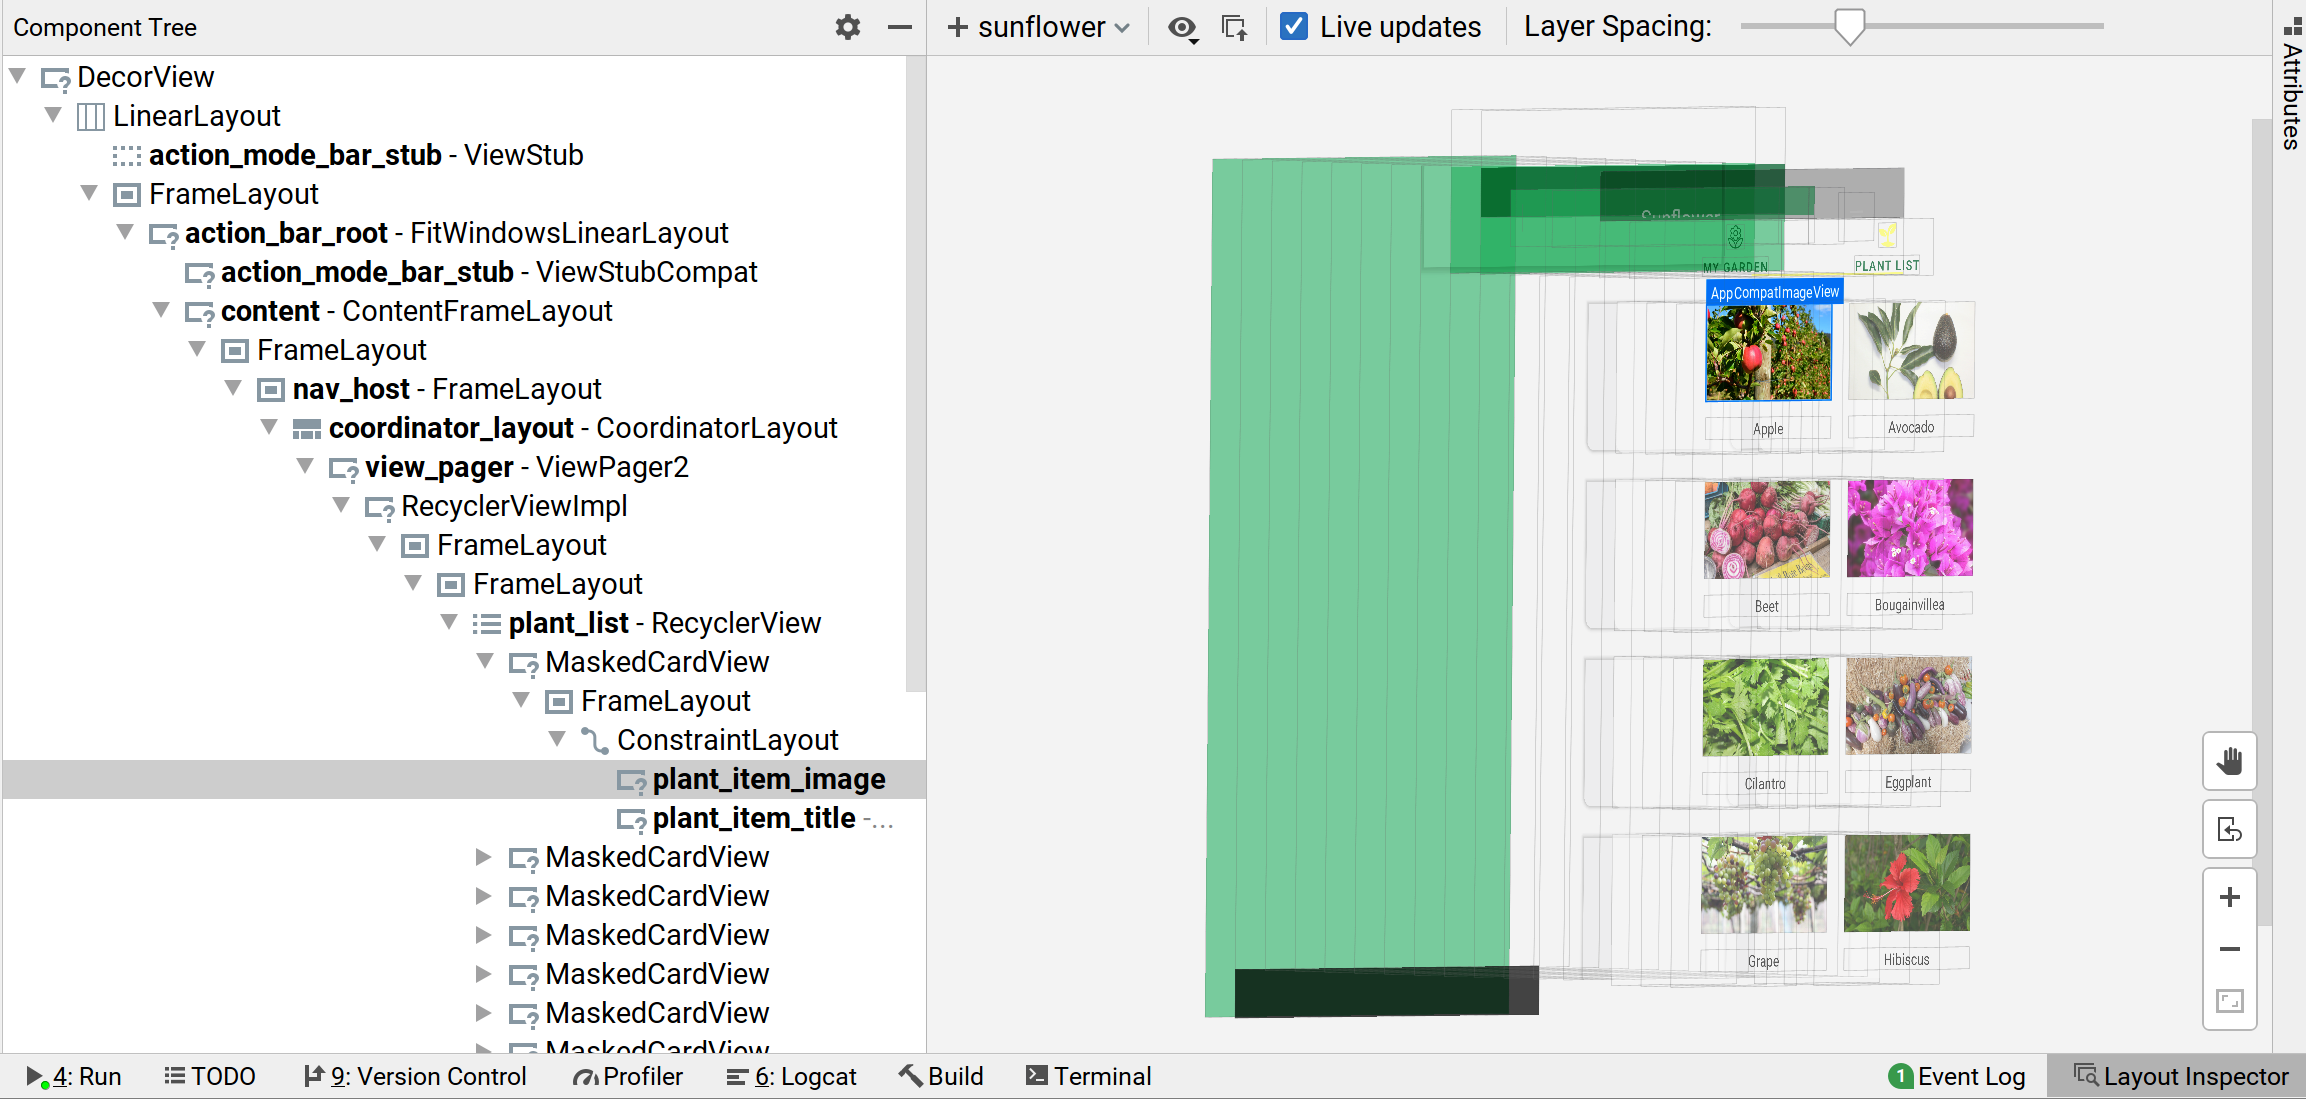 Component Tree
sunflower
Live updates
Layer Spacing:
Attributes
DecorView
LinearLayout
action_mode_bar_stub - ViewStub
FrameLayout
action_bar_root - FitWindowsLinearLayout
action_mode_bar_stub - ViewStubCompat
content - ContentFrameLayout
FrameLayout
nav_host - FrameLayout
coordinator_layout - CoordinatorLayout
view_pager - ViewPager2
RecyclerViewImpl
FrameLayout
FrameLayout
plant_list - RecyclerView
MaskedCardView
FrameLayout
ConstraintLayout
plant_item_image
plant_item_title -...
MaskedCardView
MaskedCardView
MaskedCardView
MaskedCardView
MaskedCardView
MaskedCardView
Sunflower
MY GARDEN
PLANT LIST
AppCompatImageView
Apple
Avocado
Beet
Bougainvillea
Cilantro
Eggplant
Grape
Hibiscus
4: Run
TODO
9: Version Control
Profiler
6: Logcat
Build
Terminal
1 Event Log
Layout Inspector